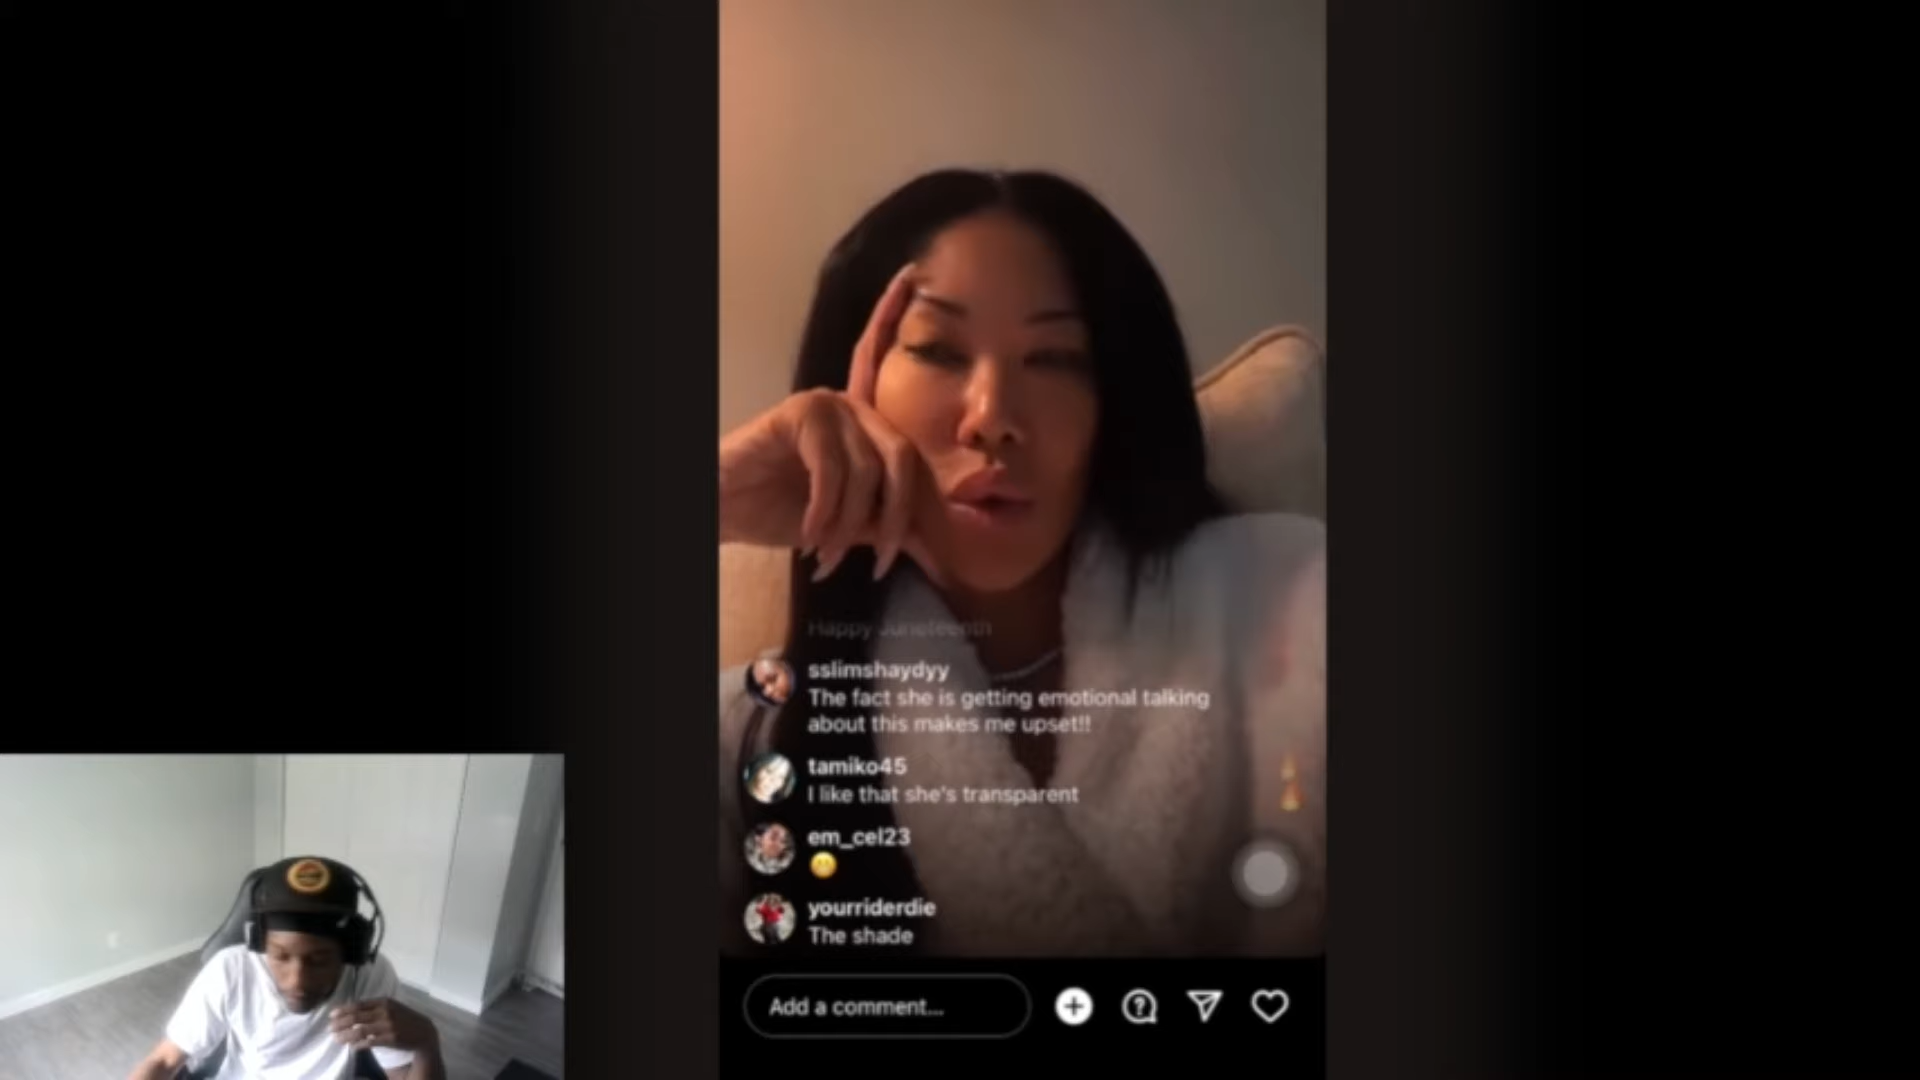 Happy Juneteenth
sslimshaydyy
The fact she is getting emotional talking
about this makes me upset!!
tamiko45
I like that she's transparent
em_cel23
yourriderdie
The shade
Add a comment...